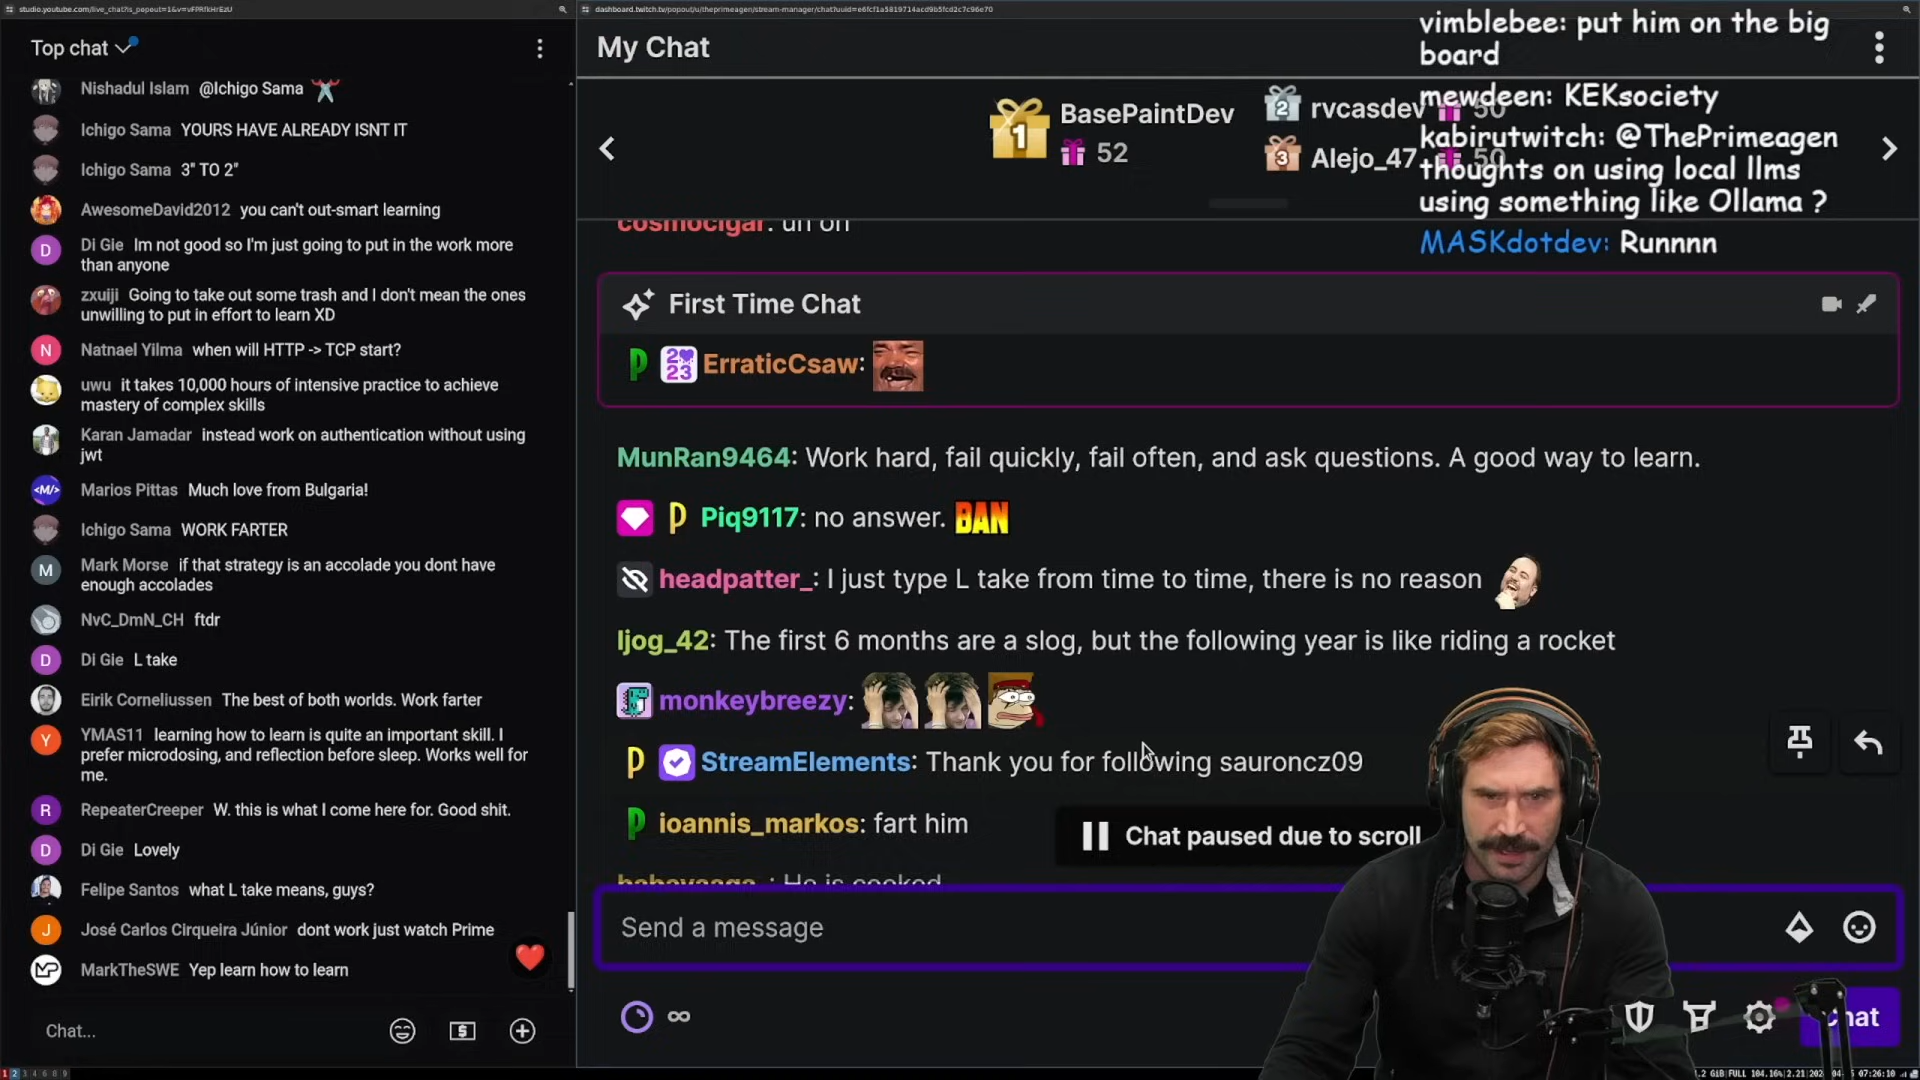 studio.youtube.com/live_chat?is_popout=1&v=vFPRfkHrEzU
Top chat
Nishadul Islam @Ichigo Sama
Ichigo Sama YOURS HAVE ALREADY ISNT IT
Ichigo Sama 3" TO 2"
AwesomeDavid2012 you can't out-smart learning
Di Gie Im not good so I'm just going to put in the work more
than anyone
zxuiji Going to take out some trash and I don't mean the ones
unwilling to put in effort to learn XD
Natnael Yilma when will HTTP -> TCP start?
uwu it takes 10,000 hours of intensive practice to achieve
mastery of complex skills
Karan Jamadar instead work on authentication without using
jwt
Marios Pittas Much love from Bulgaria!
Ichigo Sama WORK FARTER
Mark Morse if that strategy is an accolade you dont have
enough accolades
NvC_DmN_CH ftdr
Di Gie L take
Eirik Corneliussen The best of both worlds. Work farter
YMAS11 learning how to learn is quite an important skill. I
prefer microdosing, and reflection before sleep. Works well for
me.
RepeaterCreeper W. this is what I come here for. Good shit.
Di Gie Lovely
Felipe Santos what L take means, guys?
José Carlos Cirqueira Júnior dont work just watch Prime
MarkTheSWE Yep learn how to learn
Chat...
My Chat
1 BasePaintDev
52
2 rvcasdev 50
3 Alejo_47 50
cosmocigar: uh oh
First Time Chat
ErraticCsaw:
MunRan9464: Work hard, fail quickly, fail often, and ask questions. A good way to learn.
Piq9117: no answer. BAN
headpatter_: I just type L take from time to time, there is no reason
ljog_42: The first 6 months are a slog, but the following year is like riding a rocket
monkeybreezy:
StreamElements: Thank you for following sauroncz09
ioannis_markos: fart him
babayaaga_: He is cooked
Chat paused due to scroll
Send a message
∞
vimblebee: put him on the big
board
mewdeen: KEKsociety
kabirutwitch: @ThePrimeagen
thoughts on using local llms
using something like Ollama ?
MASKdotdev: Runnnn